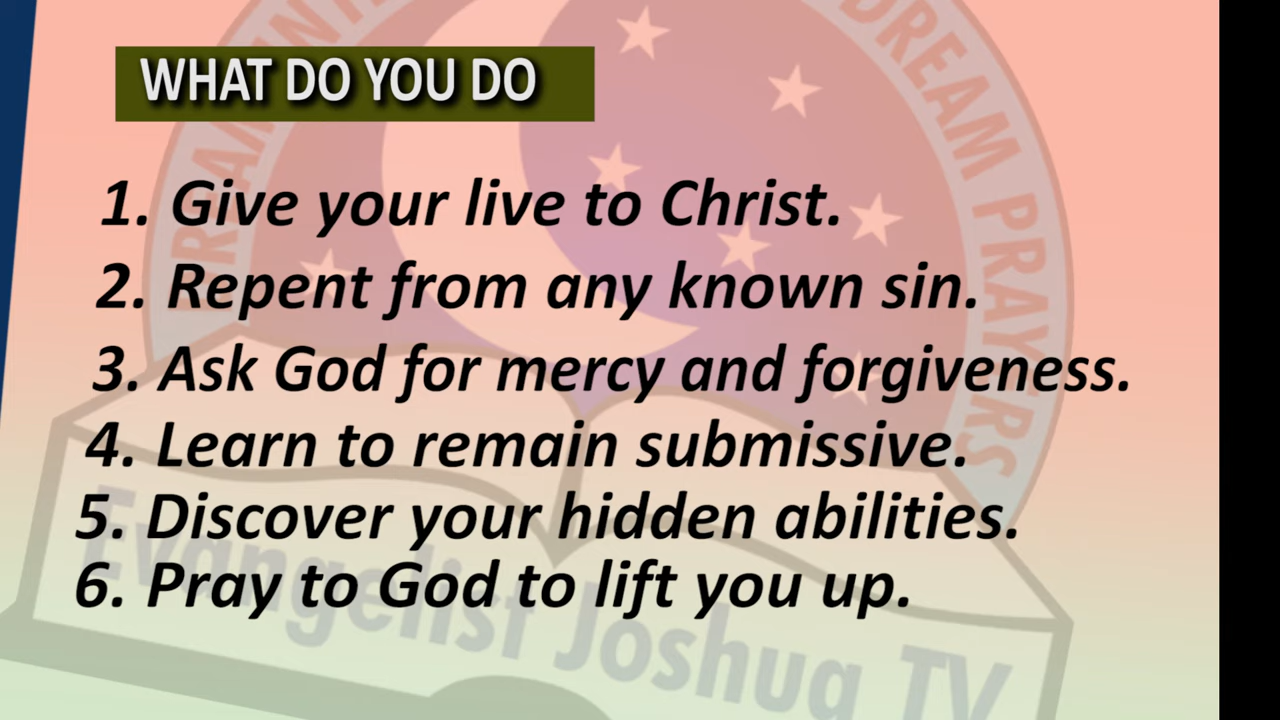 WHAT DO YOU DO
1. Give your live to Christ.
2. Repent from any known sin.
3. Ask God for mercy and forgiveness.
4. Learn to remain submissive.
5. Discover your hidden abilities.
6. Pray to God to lift you up.
DREAM PRAYERS
Evangelist Joshua TV